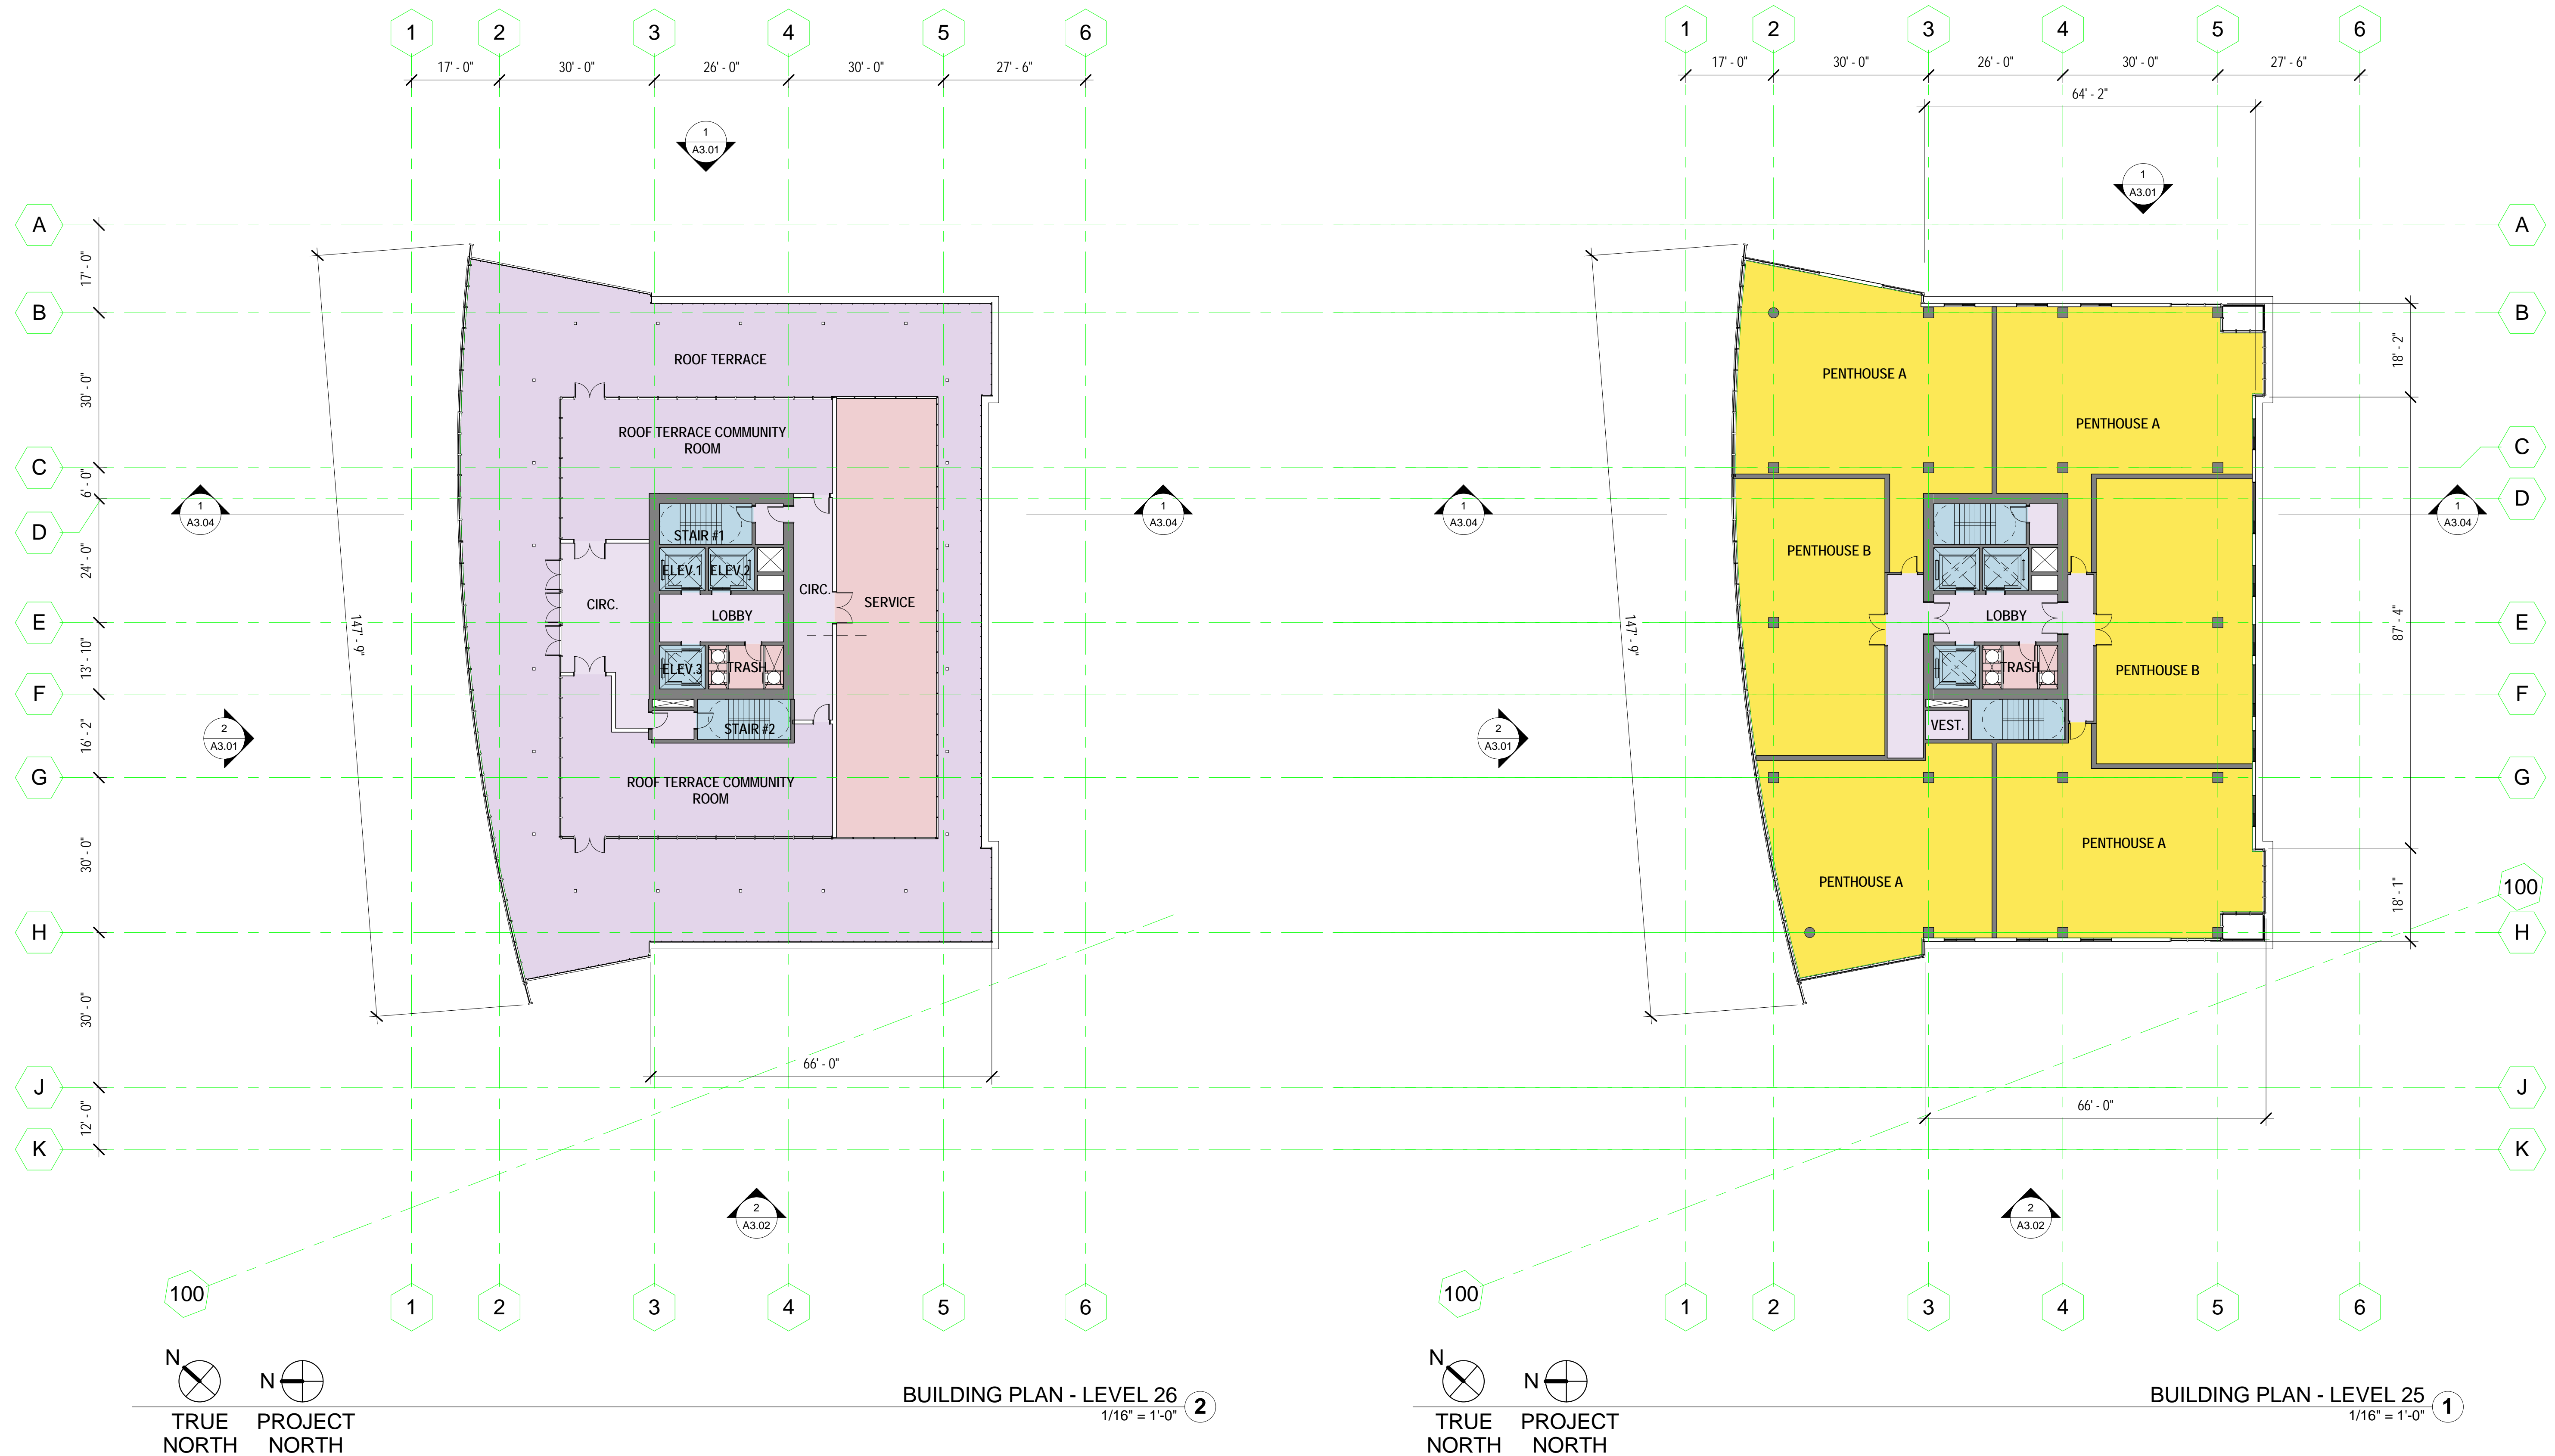 1 2 3 4 5 6
17' - 0" 30' - 0" 26' - 0" 30' - 0" 27' - 6"
1
A3.01
A
17' - 0"
B
30' - 0"
C
6' - 0"
D
24' - 0"
E
13' - 10"
F
16' - 2"
G
30' - 0"
H
30' - 0"
J
12' - 0"
K
147' - 9"
ROOF TERRACE
ROOF TERRACE COMMUNITY
ROOM
1
A3.04
1
A3.04
STAIR #1
ELEV.1 ELEV.2
CIRC.
CIRC.
SERVICE
LOBBY
ELEV.3
TRASH
STAIR #2
2
A3.01
ROOF TERRACE COMMUNITY
ROOM
66' - 0"
2
A3.02
100
1 2 3 4 5 6
N
TRUE
NORTH
N
PROJECT
NORTH
BUILDING PLAN - LEVEL 26
1/16" = 1'-0"
2
1 2 3 4 5 6
17' - 0" 30' - 0" 26' - 0" 30' - 0" 27' - 6"
64' - 2"
1
A3.01
A
B
18' - 2"
C
D
87' - 4"
E
F
G
18' - 1"
100
H
J
K
147' - 9"
PENTHOUSE A
PENTHOUSE A
1
A3.04
1
A3.04
PENTHOUSE B
LOBBY
TRASH
PENTHOUSE B
VEST.
2
A3.01
PENTHOUSE A
PENTHOUSE A
66' - 0"
2
A3.02
100
1 2 3 4 5 6
N
TRUE
NORTH
N
PROJECT
NORTH
BUILDING PLAN - LEVEL 25
1/16" = 1'-0"
1